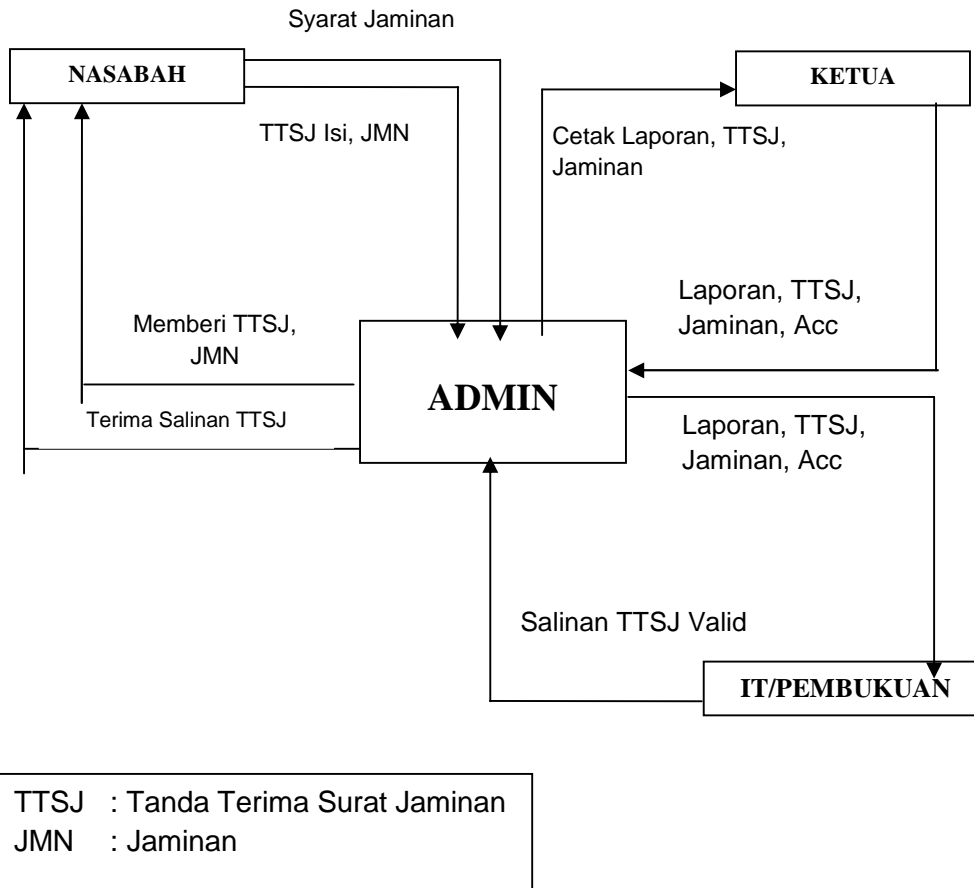 Syarat Jaminan
NASABAH
KETUA
TTSJ Isi, JMN
Cetak Laporan, TTSJ,
Jaminan
Laporan, TTSJ,
Jaminan, Acc
Memberi TTSJ,
JMN
ADMIN
Terima Salinan TTSJ
Laporan, TTSJ,
Jaminan, Acc
Salinan TTSJ Valid
IT/PEMBUKUAN
TTSJ : Tanda Terima Surat Jaminan
JMN : Jaminan